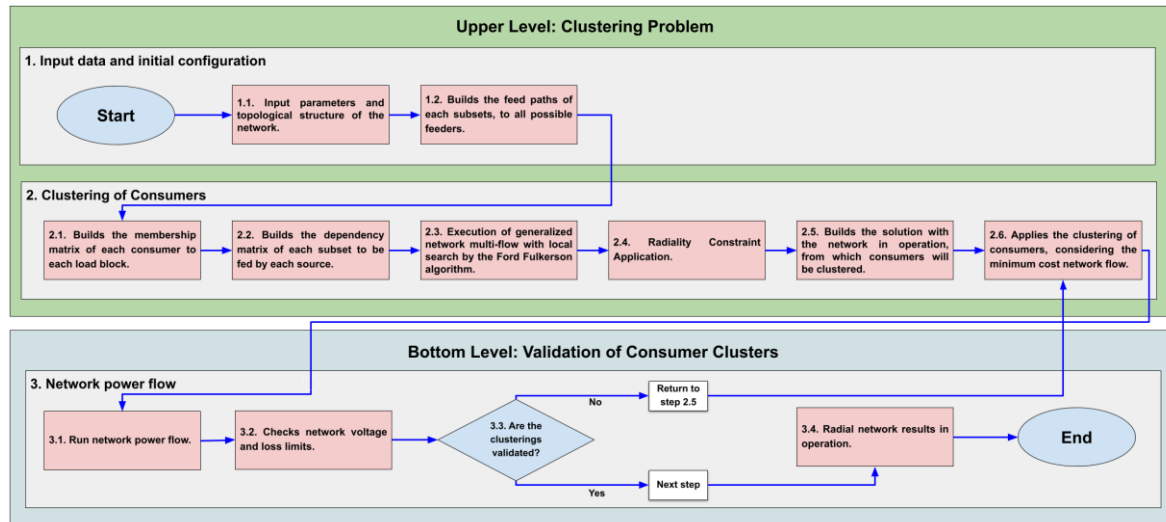 Upper Level: Clustering Problem
1. Input data and initial configuration
Start
1.1. Input parameters and
topological structure of the
network.
1.2. Builds the feed paths of
each subsets, to all possible
feeders.
2. Clustering of Consumers
2.1. Builds the membership
matrix of each consumer to
each load block.
2.2. Builds the dependency
matrix of each subset to be
fed by each source.
2.3. Execution of generalized
network multi-flow with local
search by the Ford Fulkerson
algorithm.
2.4. Radiality Constraint
Application.
2.5. Builds the solution with
the network in operation,
from which consumers will
be clustered.
2.6. Applies the clustering of
consumers, considering the
minimum cost network flow.
Bottom Level: Validation of Consumer Clusters
3. Network power flow
3.1. Run network power flow.
3.2. Checks network voltage
and loss limits.
3.3. Are the
clusterings
validated?
No
Return to
step 2.5
Yes
Next step
3.4. Radial network results in
operation.
End